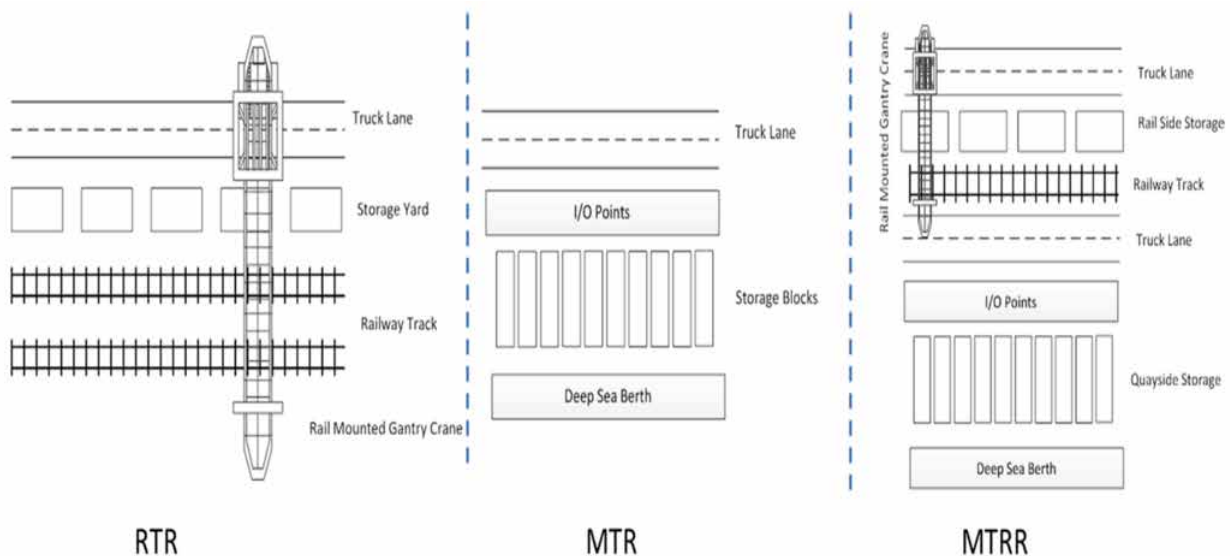 Truck Lane
Storage Yard
Railway Track
Rail Mounted Gantry Crane
RTR
Truck Lane
I/O Points
Storage Blocks
Deep Sea Berth
MTR
Rail Mounted Gantry Crane
Truck Lane
Rail Side Storage
Railway Track
Truck Lane
I/O Points
Quayside Storage
Deep Sea Berth
MTRR